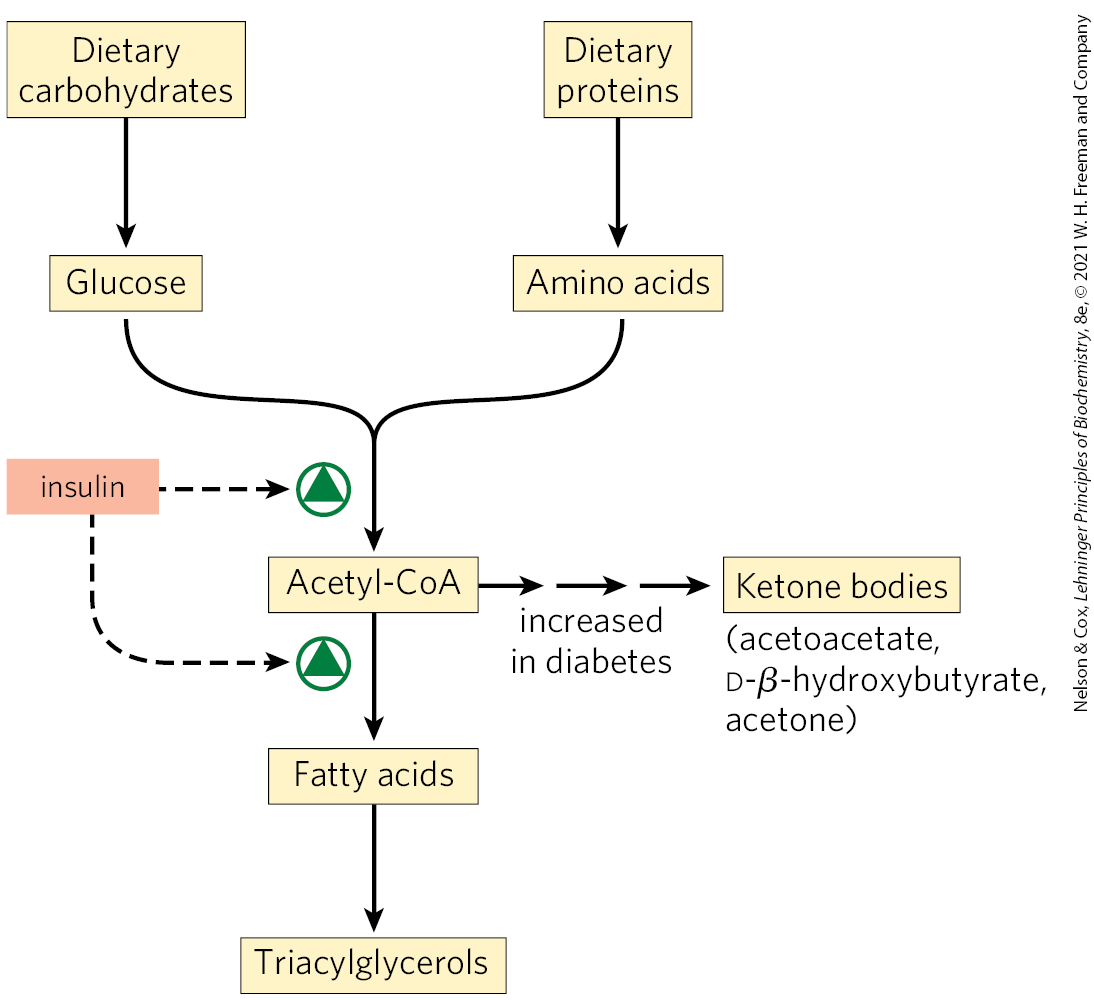 Dietary
carbohydrates
Dietary
proteins
Glucose
Amino acids
insulin
Acetyl-CoA
increased
in diabetes
Ketone bodies
(acetoacetate,
D-β-hydroxybutyrate,
acetone)
Fatty acids
Triacylglycerols
Nelson & Cox, Lehninger Principles of Biochemistry, 8e, © 2021 W. H. Freeman and Company